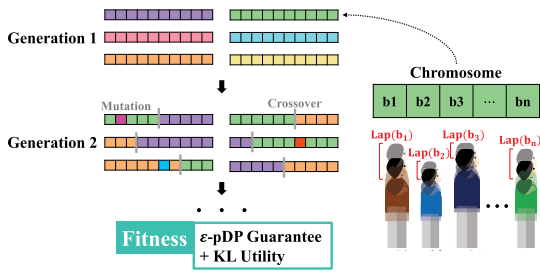 Generation 1
Chromosome
b1 b2 b3 ... bn
Mutation
Crossover
Generation 2
Lap(b₁)
Lap(b₂)
Lap(b₃)
Lap(bₙ)
• • •
• • •
Fitness
ε-pDP Guarantee
+ KL Utility